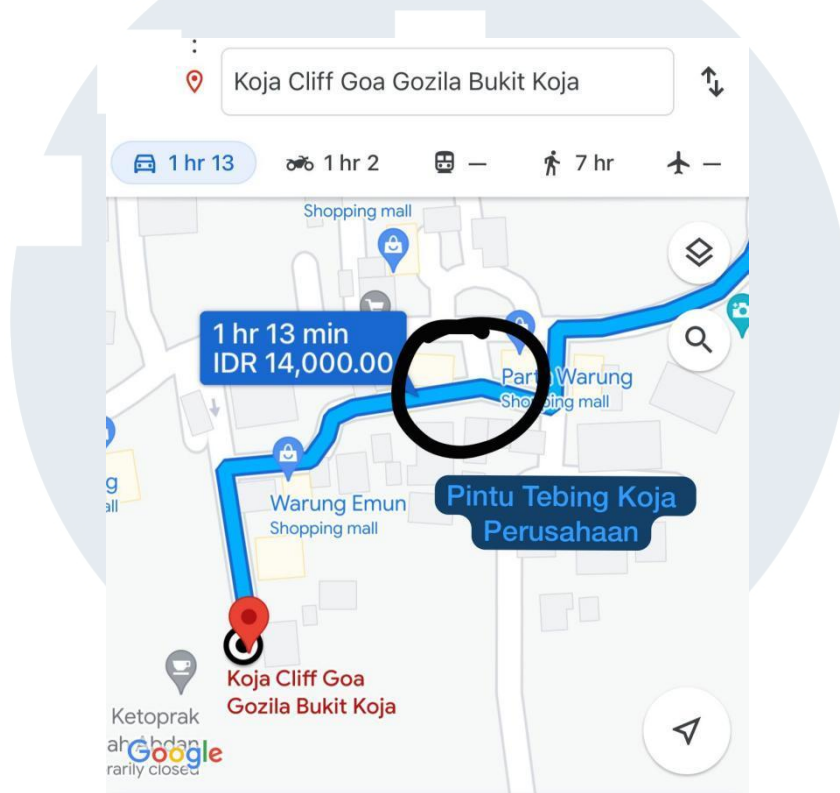 Koja Cliff Goa Gozila Bukit Koja
1 hr 13
1 hr 2
—
7 hr
—
Shopping mall
1 hr 13 min
IDR 14,000.00
Warung
Shopping mall
Warung Emun
Shopping mall
Pintu Tebing Koja
Perusahaan
Koja Cliff Goa
Gozila Bukit Koja
Ketoprak
Google